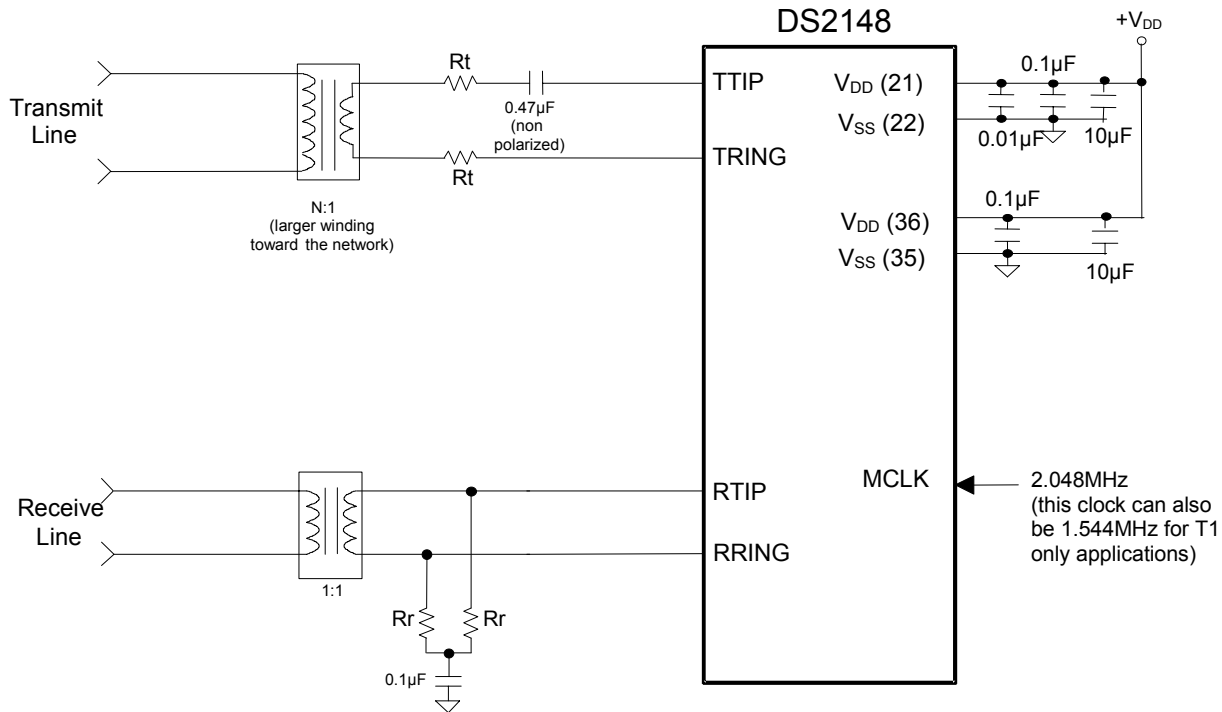 DS2148
+VDD
Transmit
Line
N:1
(larger winding
toward the network)
Rt
0.47µF
(non
polarized)
Rt
TTIP
TRING
VDD (21)
VSS (22)
0.1µF
0.01µF
10µF
VDD (36)
VSS (35)
0.1µF
10µF
Receive
Line
1:1
Rr
Rr
0.1µF
RTIP
RRING
MCLK
2.048MHz
(this clock can also
be 1.544MHz for T1
only applications)